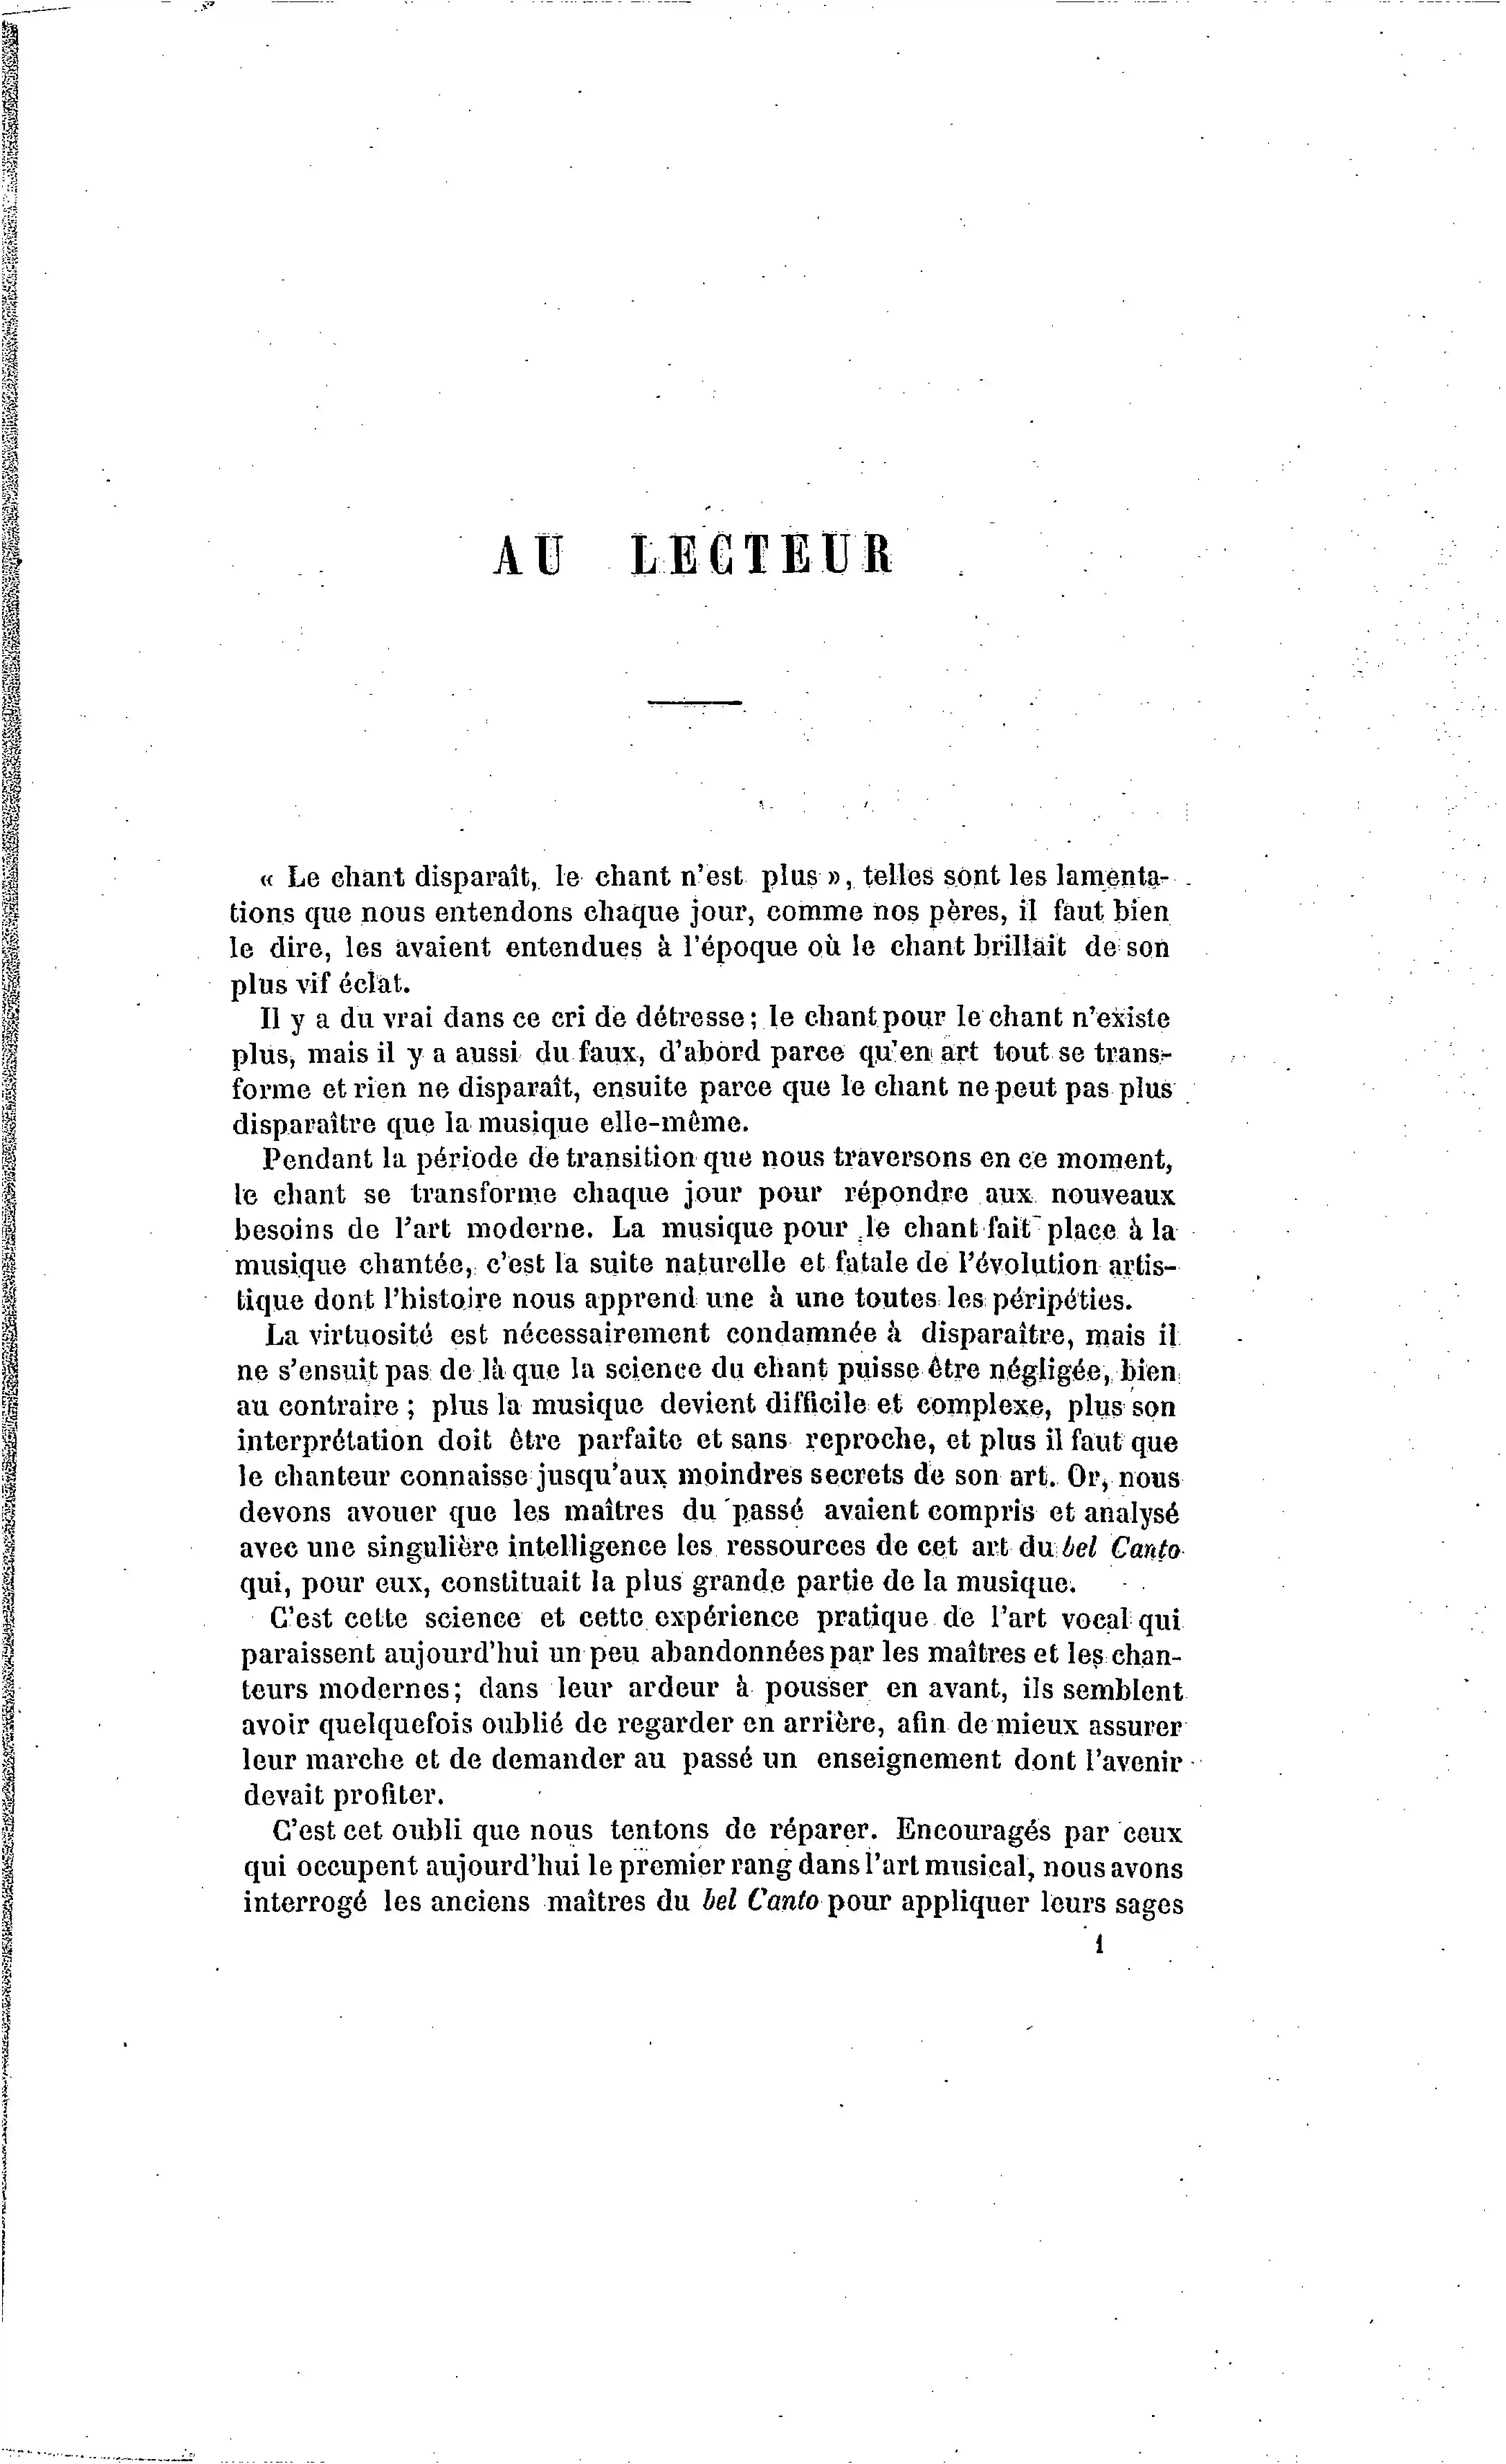 AU LECTEUR
« Le chant disparaît, le chant n'est plus », telles sont les lamenta-
tions que nous entendons chaque jour, comme nos pères, il faut bien
le dire, les avaient entendues à l'époque où le chant brillait de son
plus vif éclat.
Il y a du vrai dans ce cri de détresse; le chant pour le chant n'existe
plus, mais il y a aussi du faux, d'abord parce qu'en art tout se trans-
forme et rien ne disparaît, ensuite parce que le chant ne peut pas plus
disparaître que la musique elle-même.
Pendant la période de transition que nous traversons en ce moment,
le chant se transforme chaque jour pour répondre aux nouveaux
besoins de l'art moderne. La musique pour le chant fait place à la
musique chantée, c'est la suite naturelle et fatale de l'évolution artis-
tique dont l'histoire nous apprend une à une toutes les péripéties.
La virtuosité est nécessairement condamnée à disparaître, mais il
ne s'ensuit pas de là que la science du chant puisse être négligée, bien
au contraire ; plus la musique devient difficile et complexe, plus son
interprétation doit être parfaite et sans reproche, et plus il faut que
le chanteur connaisse jusqu'aux moindres secrets de son art. Or, nous
devons avouer que les maîtres du passé avaient compris et analysé
avec une singulière intelligence les ressources de cet art du bel Canto
qui, pour eux, constituait la plus grande partie de la musique.
C'est cette science et cette expérience pratique de l'art vocal qui
paraissent aujourd'hui un peu abandonnées par les maîtres et les chan-
teurs modernes; dans leur ardeur à pousser en avant, ils semblent
avoir quelquefois oublié de regarder en arrière, afin de mieux assurer
leur marche et de demander au passé un enseignement dont l'avenir
devait profiter.
C'est cet oubli que nous tentons de réparer. Encouragés par ceux
qui occupent aujourd'hui le premier rang dans l'art musical, nous avons
interrogé les anciens maîtres du bel Canto pour appliquer leurs sages
1